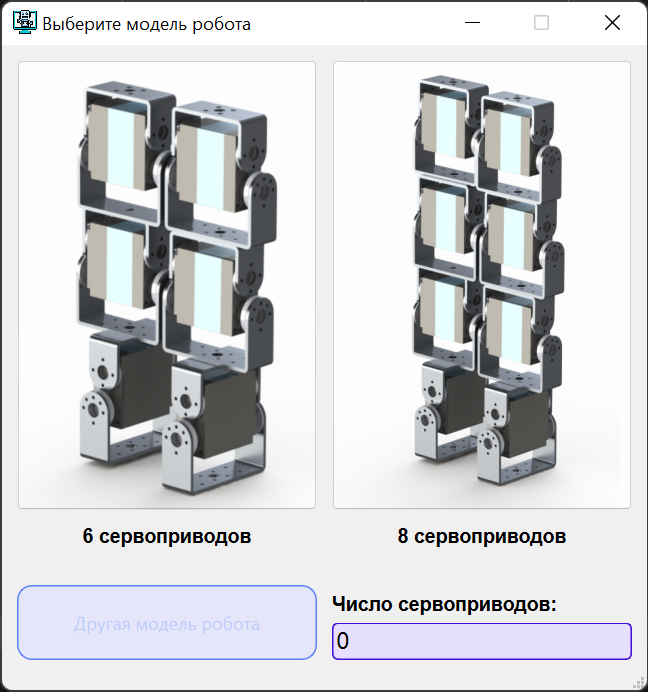 Выберите модель робота
6 сервоприводов
8 сервоприводов
Другая модель робота
Число сервоприводов:
0